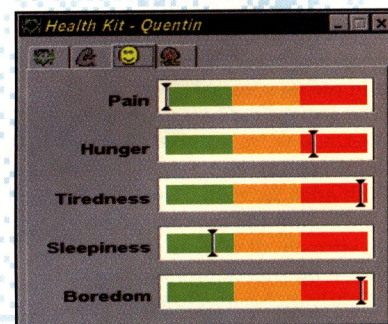 Health Kit - Quentin
Pain
Hunger
Tiredness
Sleepiness
Boredom